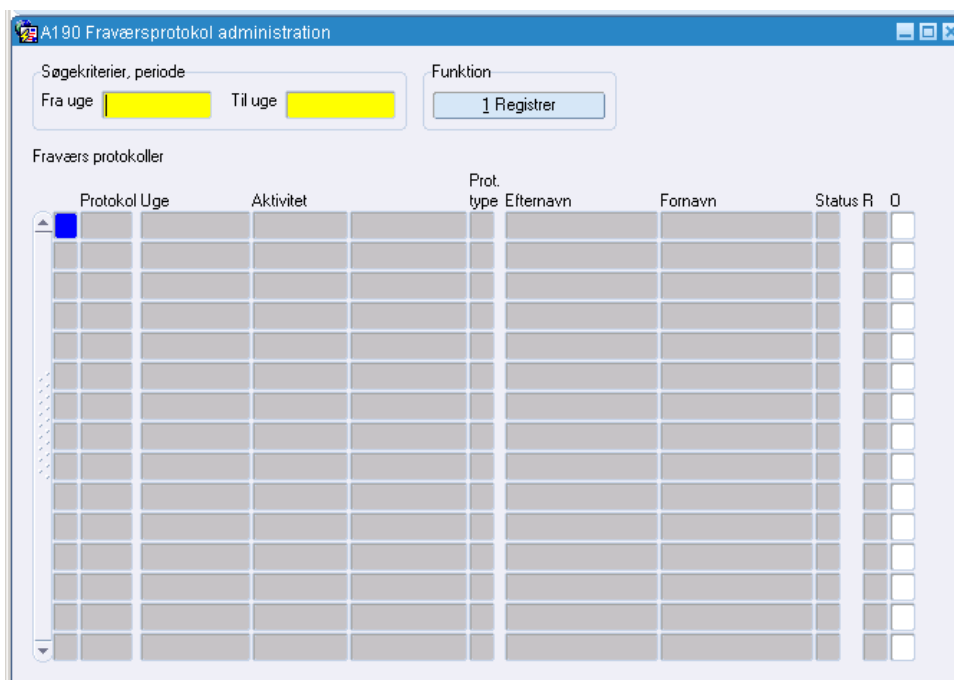 A190 Fraværsprotokol administration
Søgekriterier, periode
Funktion
Fra uge
Til uge
1 Registrer
Fraværs protokoller
Prot.
Protokol Uge Aktivitet type Efternavn Fornavn Status R O